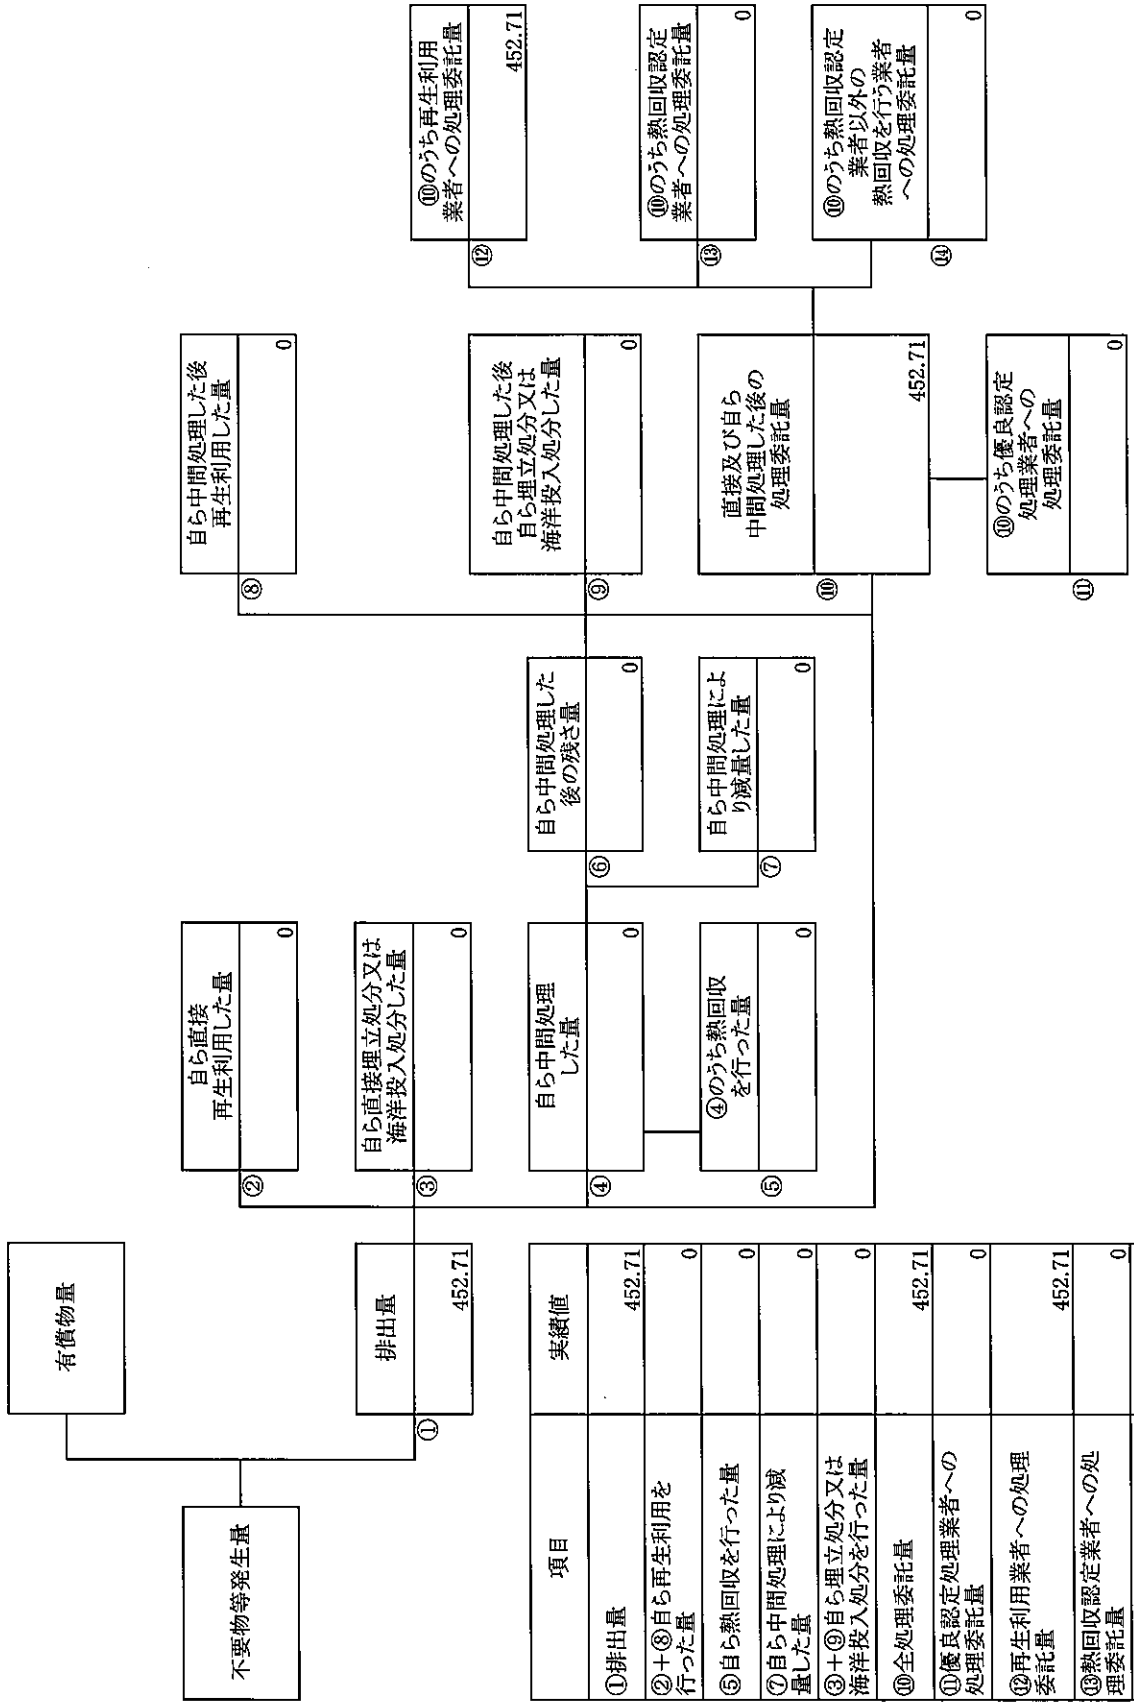 不要物等発生量
有償物量
①
排出量
452.71
②
自ら直接
再生利用した量
0
③
自ら直接埋立処分又は
海洋投入処分した量
0
④
自ら中間処理
した量
0
⑤
④のうち熱回収
を行った量
0
⑥
自ら中間処理した
後の残さ量
0
⑦
自ら中間処理によ
り減量した量
0
⑧
自ら中間処理した後
再生利用した量
0
⑨
自ら中間処理した後
自ら埋立処分又は
海洋投入処分した量
0
⑩
直接及び自ら
中間処理した後の
処理委託量
452.71
⑪
⑩のうち優良認定
処理業者への
処理委託量
0
⑫
⑩のうち再生利用
業者への処理委託量
452.71
⑬
⑩のうち熱回収認定
業者への処理委託量
0
⑭
⑩のうち熱回収認定
業者以外の
熱回収を行う業者
への処理委託量
0
項目 実績値
①排出量 452.71
②+⑧自ら再生利用を
行った量 0
⑤自ら熱回収を行った量 0
⑦自ら中間処理により減
量した量 0
③+⑨自ら埋立処分又は
海洋投入処分を行った量 0
⑩全処理委託量 452.71
⑪優良認定処理業者への
処理委託量 0
⑫再生利用業者への処理
委託量 452.71
⑬熱回収認定業者への処
理委託量 0